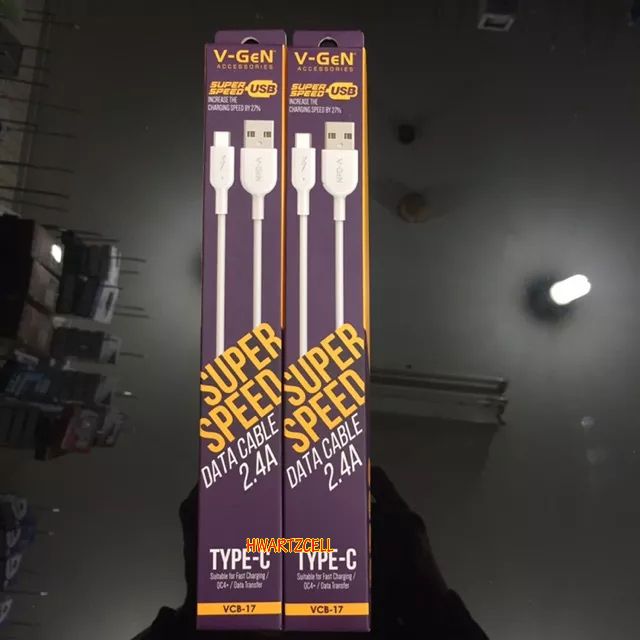 V-GeN
ACCESSORIES
SUPER
SPEED USB
INCREASE THE
CHARGING SPEED BY 27%
V-GeN
SUPER
SPEED
DATA CABLE
2.4A
TYPE-C
Suitable for Fast Charging /
QC4+ / Data Transfer
VCB-17
V-GeN
ACCESSORIES
SUPER
SPEED USB
INCREASE THE
CHARGING SPEED BY 27%
V-GeN
SUPER
SPEED
DATA CABLE
2.4A
TYPE-C
Suitable for Fast Charging /
QC4+ / Data Transfer
VCB-17
HWARTZCELL